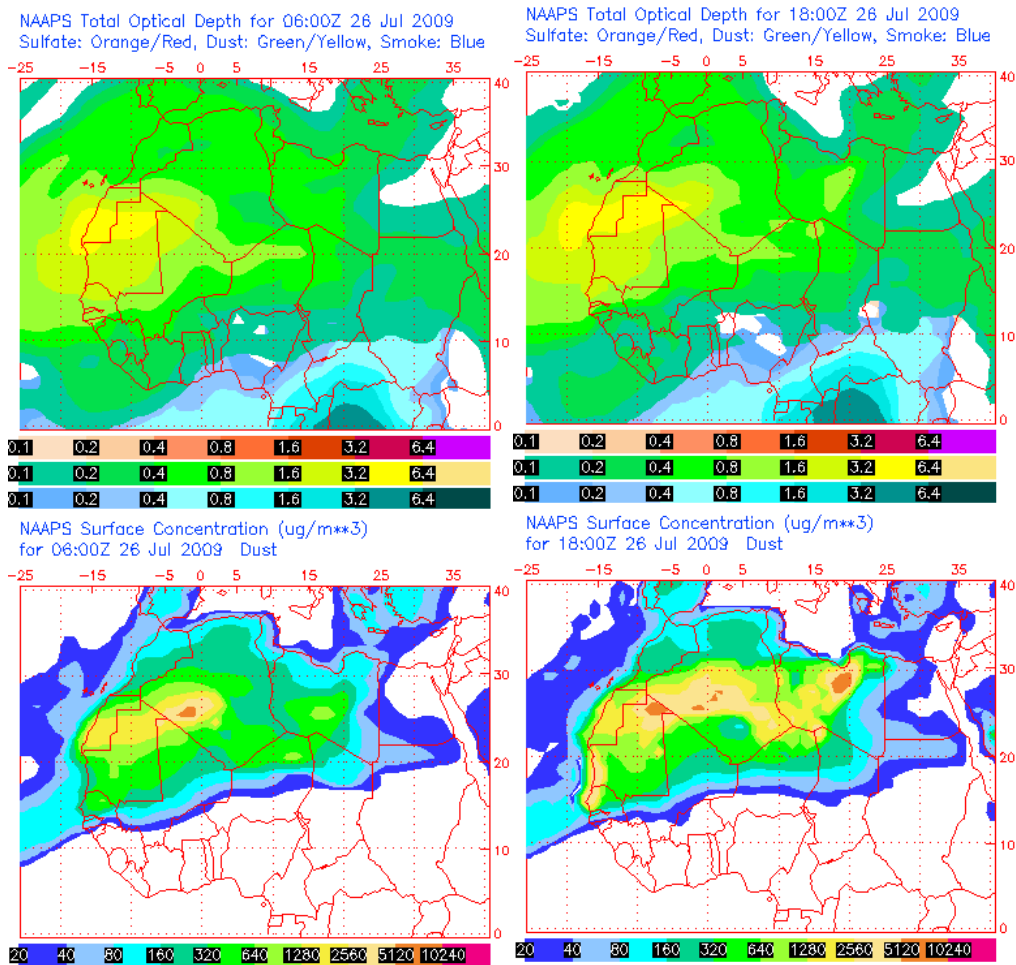 NAAPS Total Optical Depth for 06:00Z 26 Jul 2009
Sulfate: Orange/Red, Dust: Green/Yellow, Smoke: Blue
-25 -15 -5 0 5 15 25 35
40
30
20
10
0
0.1 0.2 0.4 0.8 1.6 3.2 6.4
0.1 0.2 0.4 0.8 1.6 3.2 6.4
0.1 0.2 0.4 0.8 1.6 3.2 6.4
NAAPS Total Optical Depth for 18:00Z 26 Jul 2009
Sulfate: Orange/Red, Dust: Green/Yellow, Smoke: Blue
-25 -15 -5 0 5 15 25 35
40
30
20
10
0
0.1 0.2 0.4 0.8 1.6 3.2 6.4
0.1 0.2 0.4 0.8 1.6 3.2 6.4
0.1 0.2 0.4 0.8 1.6 3.2 6.4
NAAPS Surface Concentration (ug/m**3)
for 06:00Z 26 Jul 2009 Dust
-25 -15 -5 0 5 15 25 35
40
30
20
10
0
20 40 80 160 320 640 1280 2560 5120 10240
NAAPS Surface Concentration (ug/m**3)
for 18:00Z 26 Jul 2009 Dust
-25 -15 -5 0 5 15 25 35
40
30
20
10
0
20 40 80 160 320 640 1280 2560 5120 10240